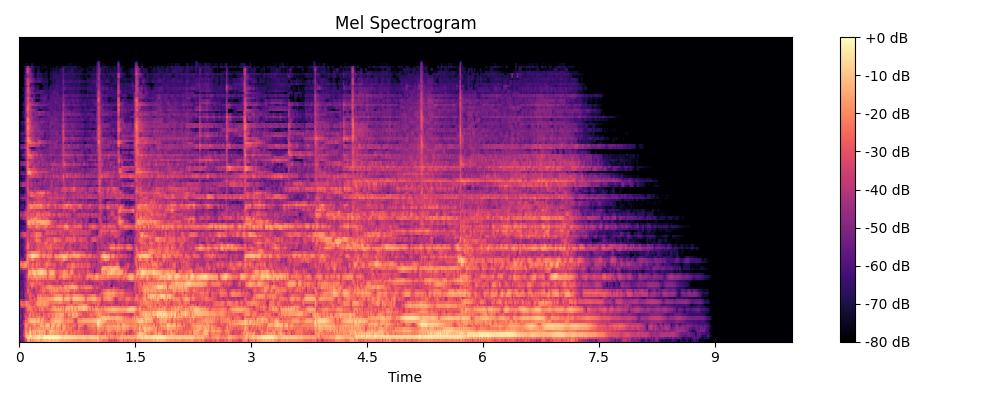 Mel Spectrogram
+0 dB
-10 dB
-20 dB
-30 dB
-40 dB
-50 dB
-60 dB
-70 dB
-80 dB
0 1.5 3 4.5 6 7.5 9
Time